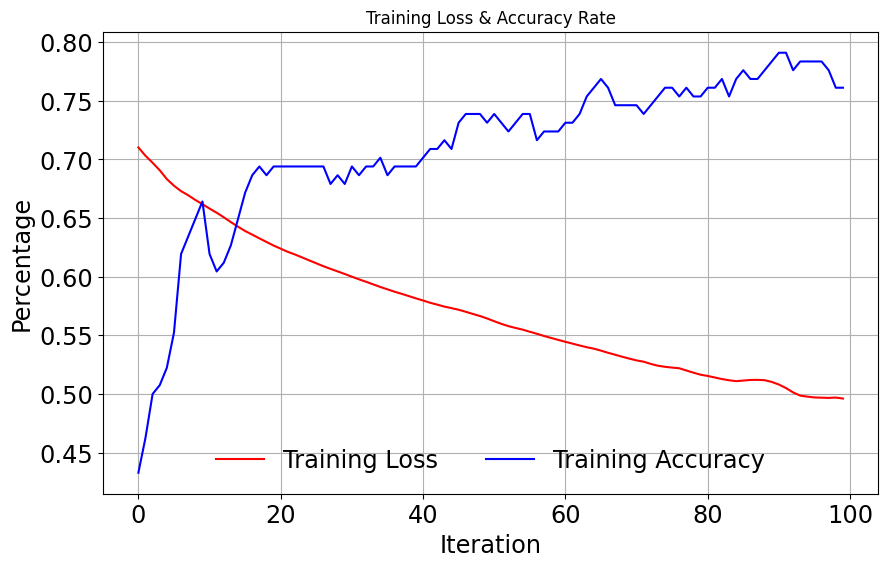 Training Loss & Accuracy Rate
0.80
0.75
0.70
0.65
0.60
0.55
0.50
0.45
Percentage
Training Loss
Training Accuracy
0 20 40 60 80 100
Iteration